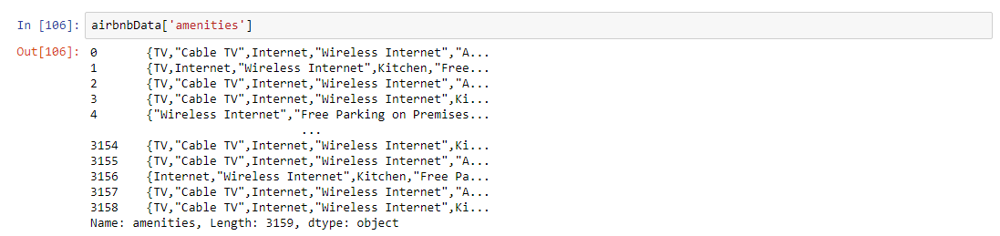 In [106]: airbnbData['amenities']
Out[106]: 0 {TV,"Cable TV",Internet,"Wireless Internet","A...
1 {TV,Internet,"Wireless Internet",Kitchen,"Free...
2 {TV,"Cable TV",Internet,"Wireless Internet","A...
3 {TV,"Cable TV",Internet,"Wireless Internet",Ki...
4 {"Wireless Internet","Free Parking on Premises...
...
3154 {TV,"Cable TV",Internet,"Wireless Internet",Ki...
3155 {TV,"Cable TV",Internet,"Wireless Internet","A...
3156 {Internet,"Wireless Internet",Kitchen,"Free Pa...
3157 {TV,"Cable TV",Internet,"Wireless Internet","A...
3158 {TV,"Cable TV",Internet,"Wireless Internet",Ki...
Name: amenities, Length: 3159, dtype: object